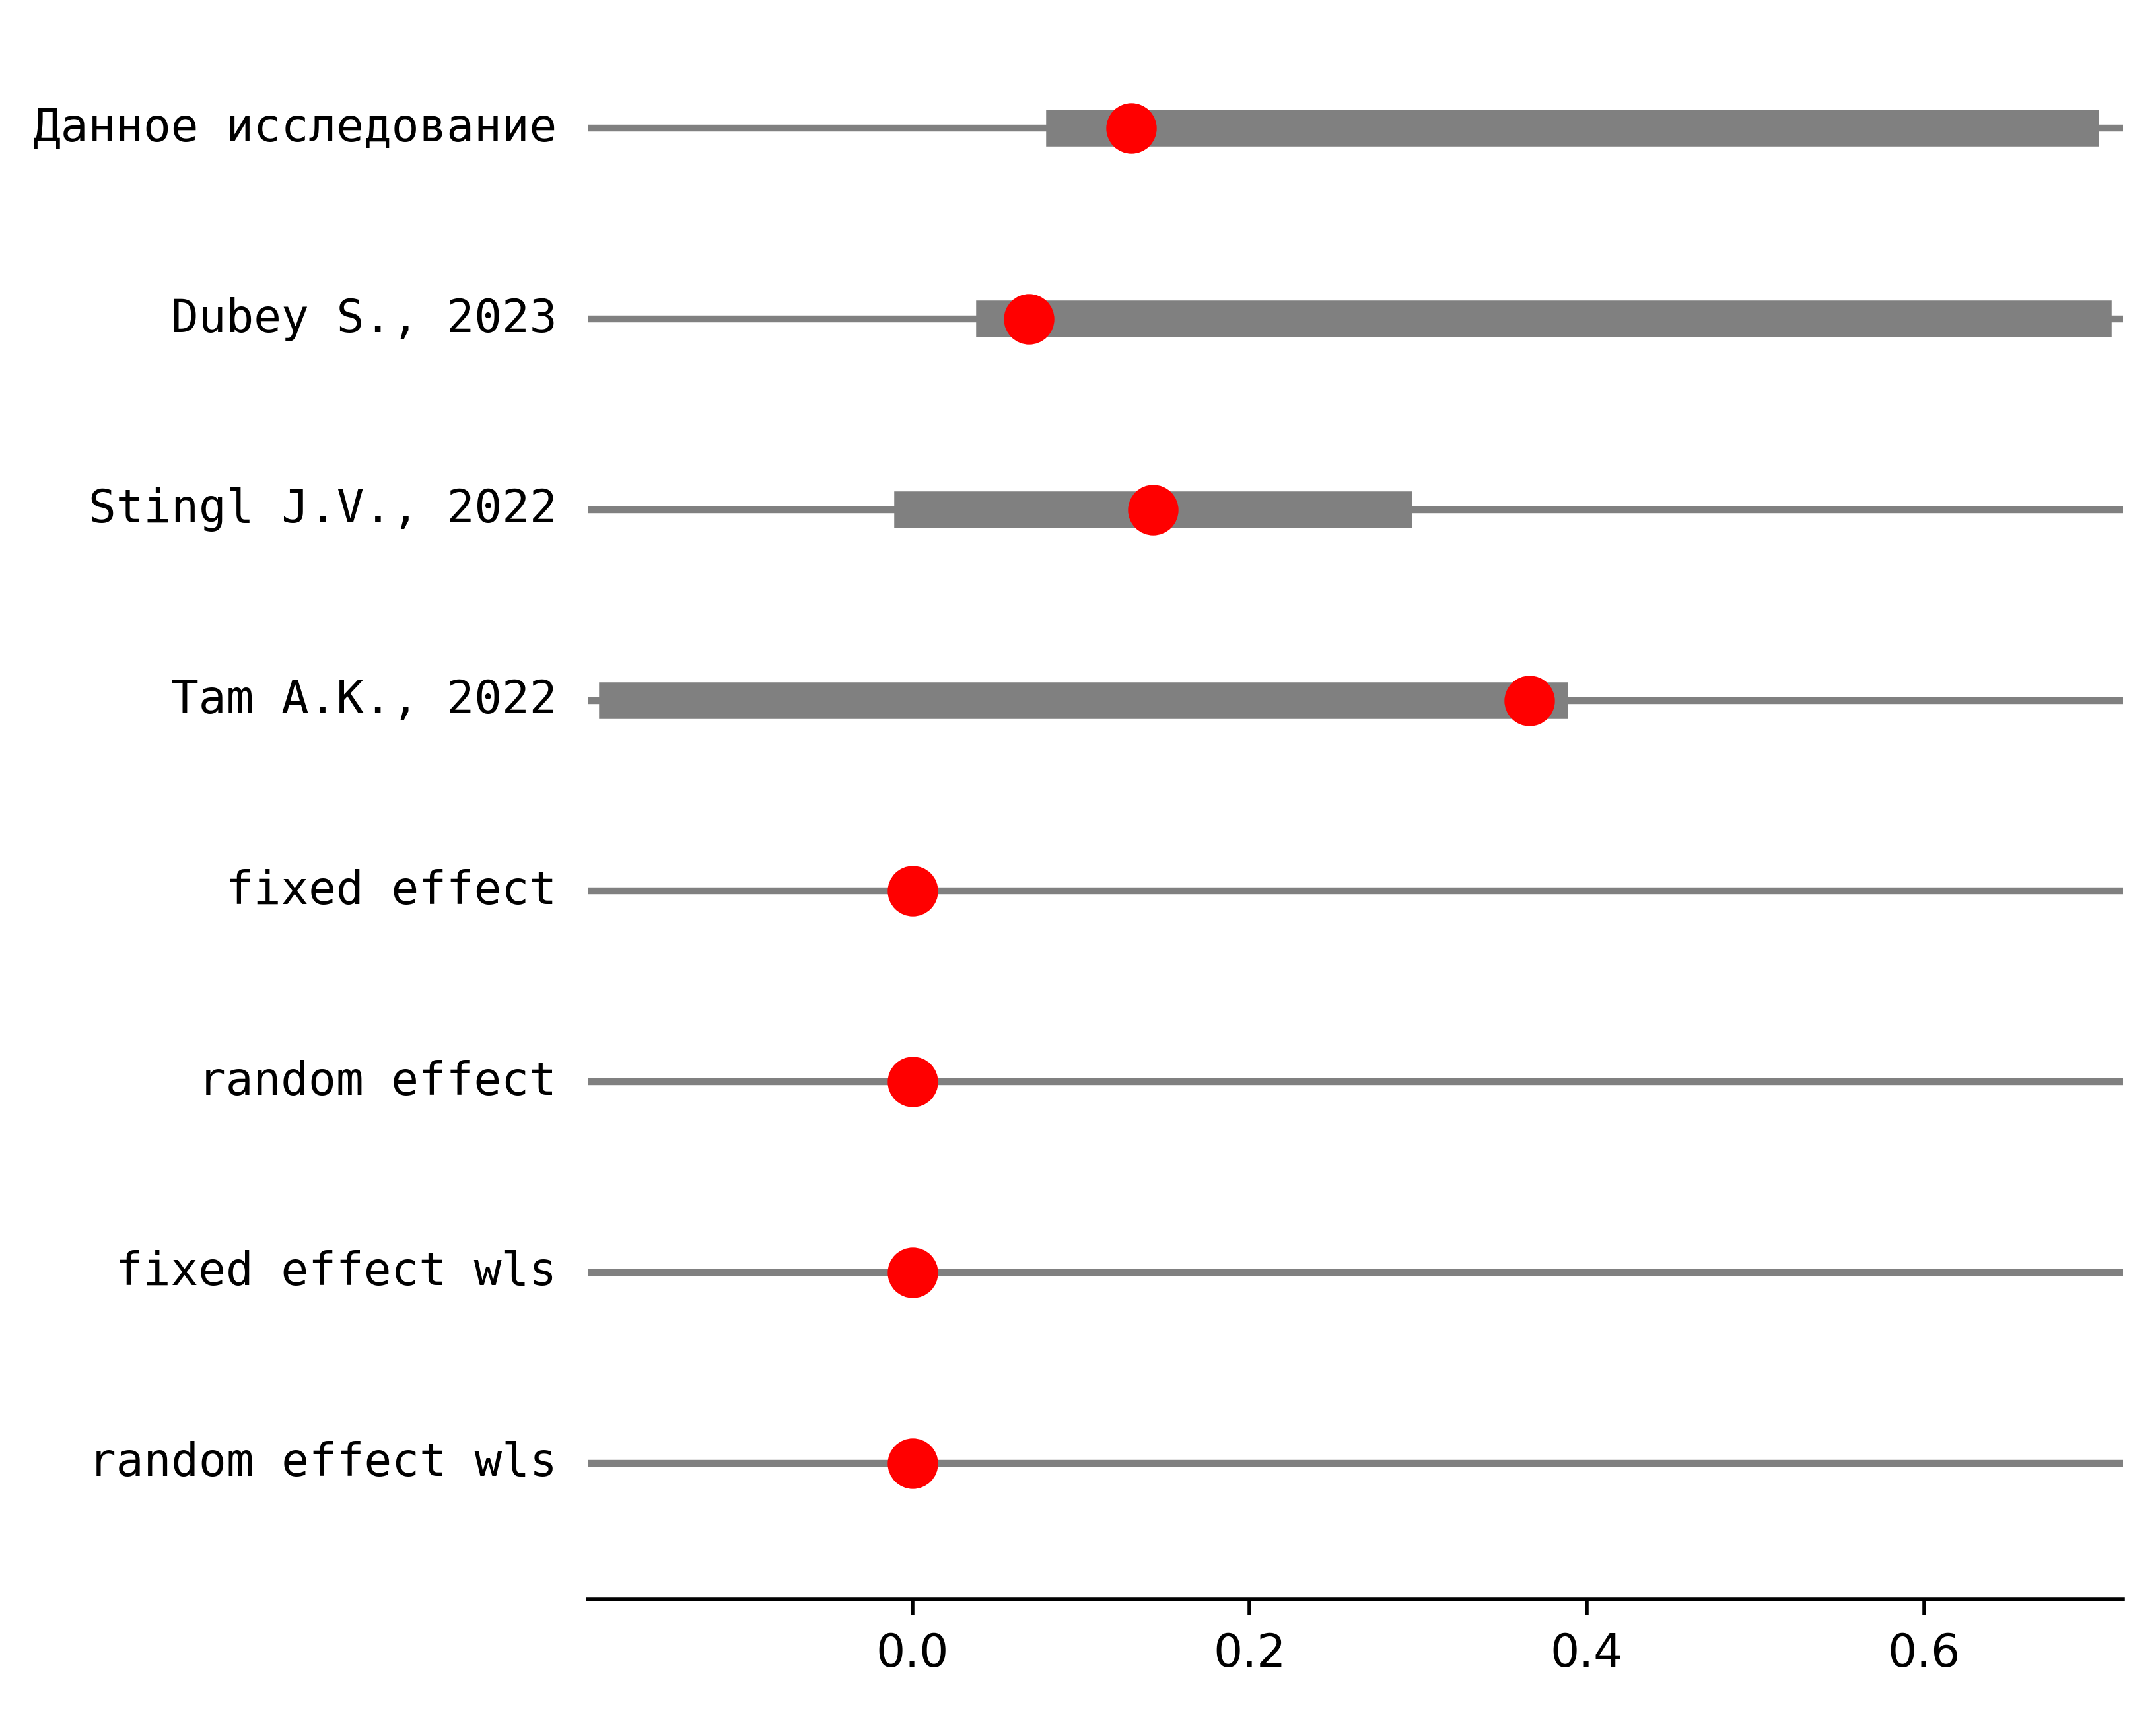 Данное исследование
Dubey S., 2023
Stingl J.V., 2022
Tam A.K., 2022
fixed effect
random effect
fixed effect wls
random effect wls
0.0 0.2 0.4 0.6